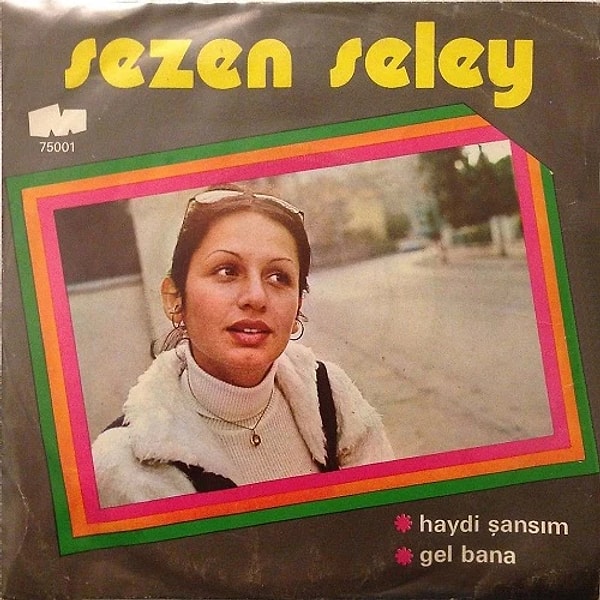 sezen seley
M
75001
haydi şansım
gel bana